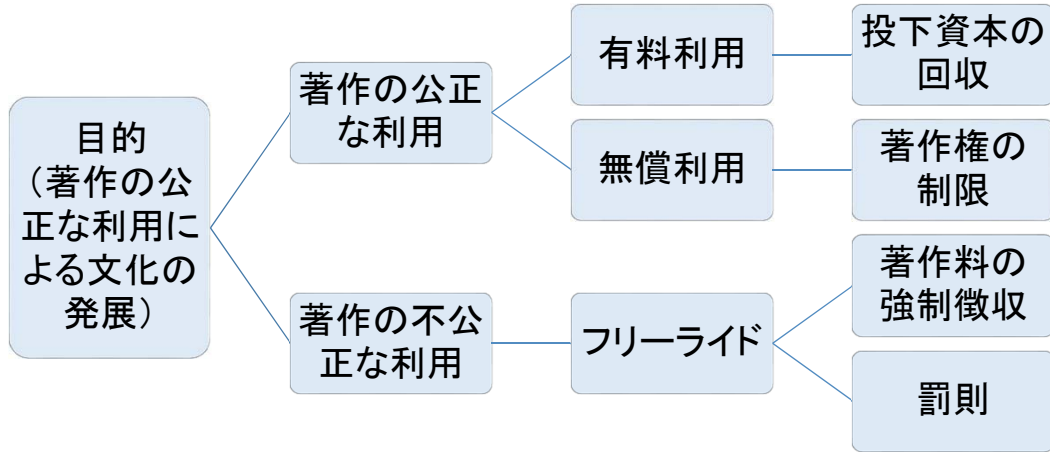 目的
（著作の公
正な利用に
よる文化の
発展）
著作の公正
な利用
有料利用
投下資本の
回収
無償利用
著作権の
制限
著作の不公
正な利用
フリーライド
著作料の
強制徴収
罰則